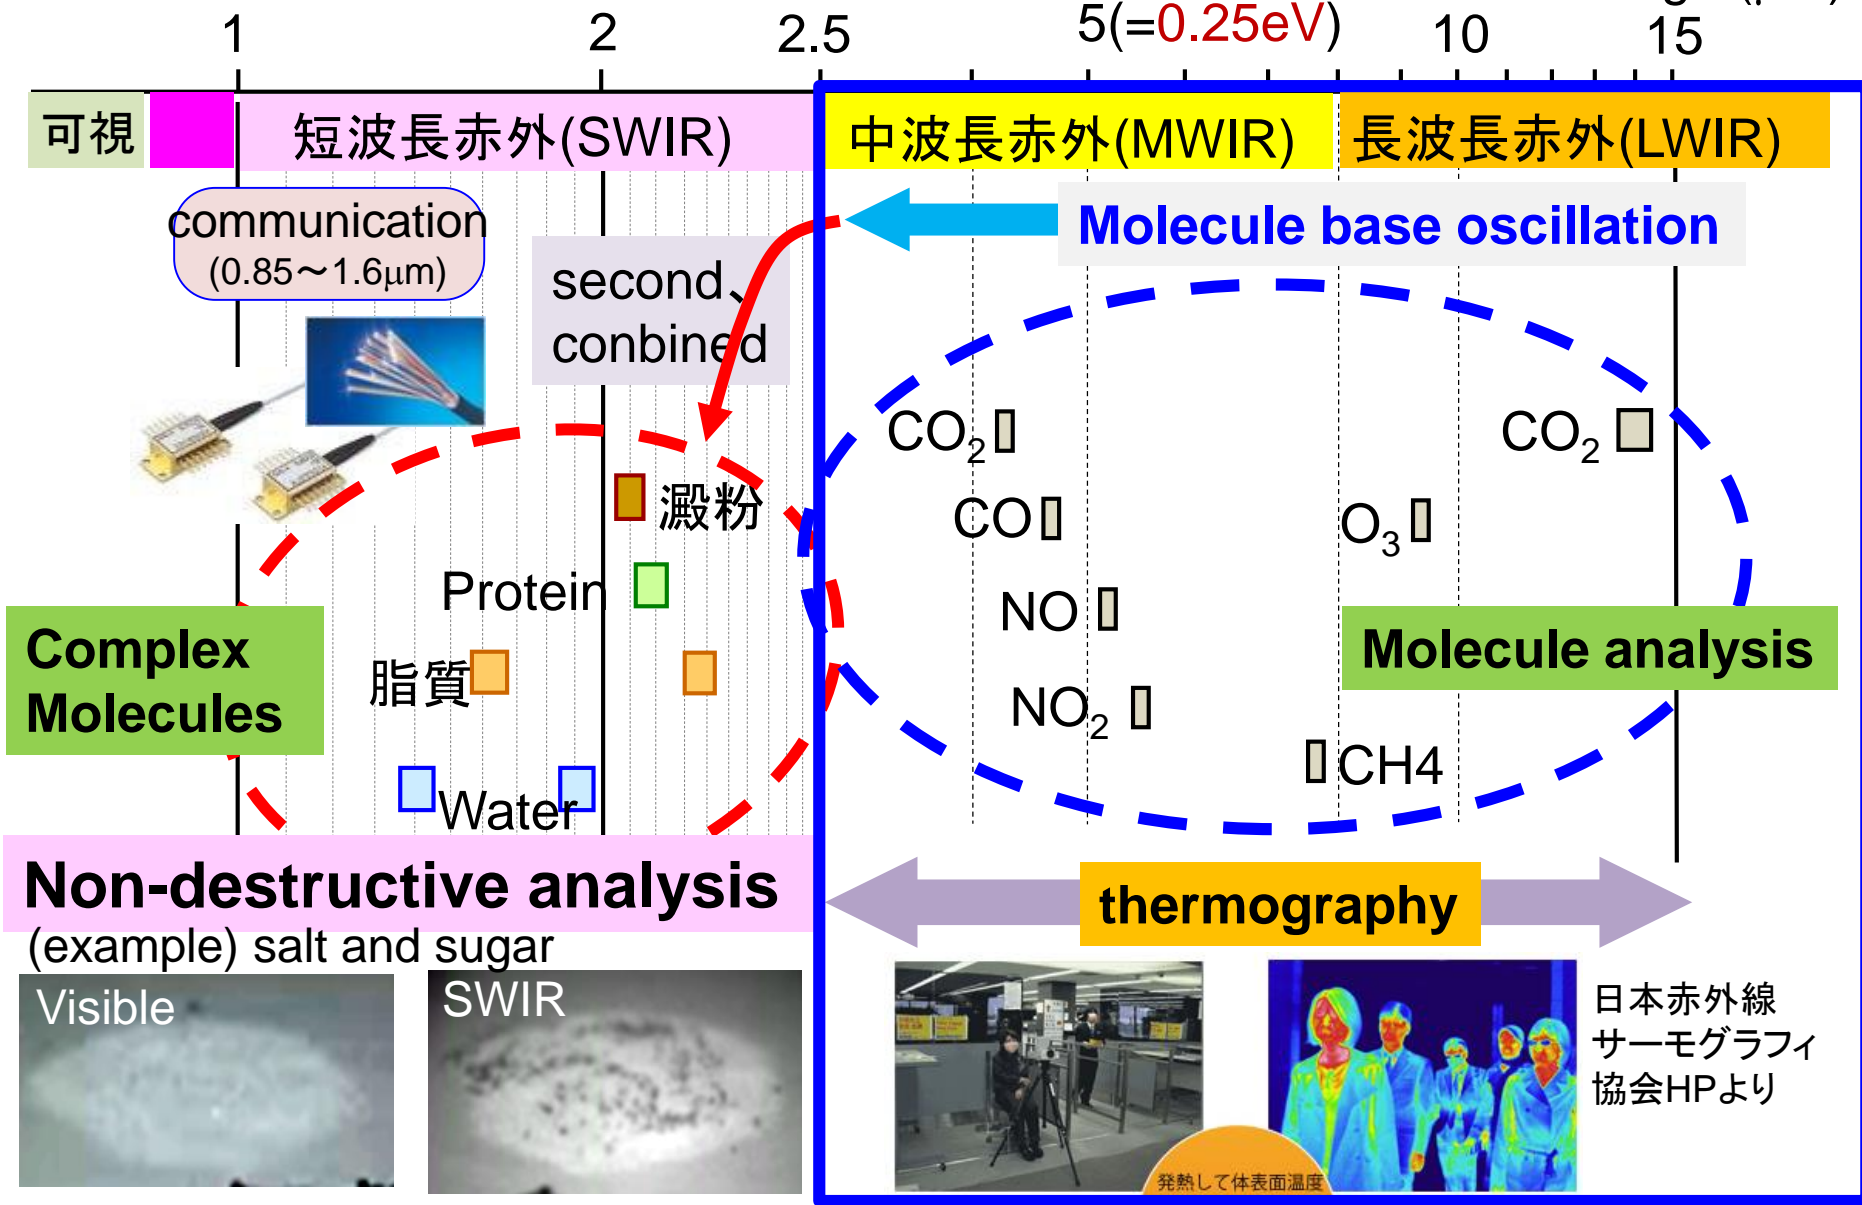 1
2
2.5
5(=0.25eV)
10
15
可視
短波長赤外(SWIR)
中波長赤外(MWIR)
長波長赤外(LWIR)
communication
(0.85~1.6μm)
Molecule base oscillation
second、
conbined
CO2
CO2
澱粉
CO
O3
Protein
NO
Complex
Molecules
Molecule analysis
脂質
NO2
CH4
Water
Non-destructive analysis
(example) salt and sugar
thermography
Visible
SWIR
日本赤外線
サーモグラフィ
協会HPより
発熱して体表面温度